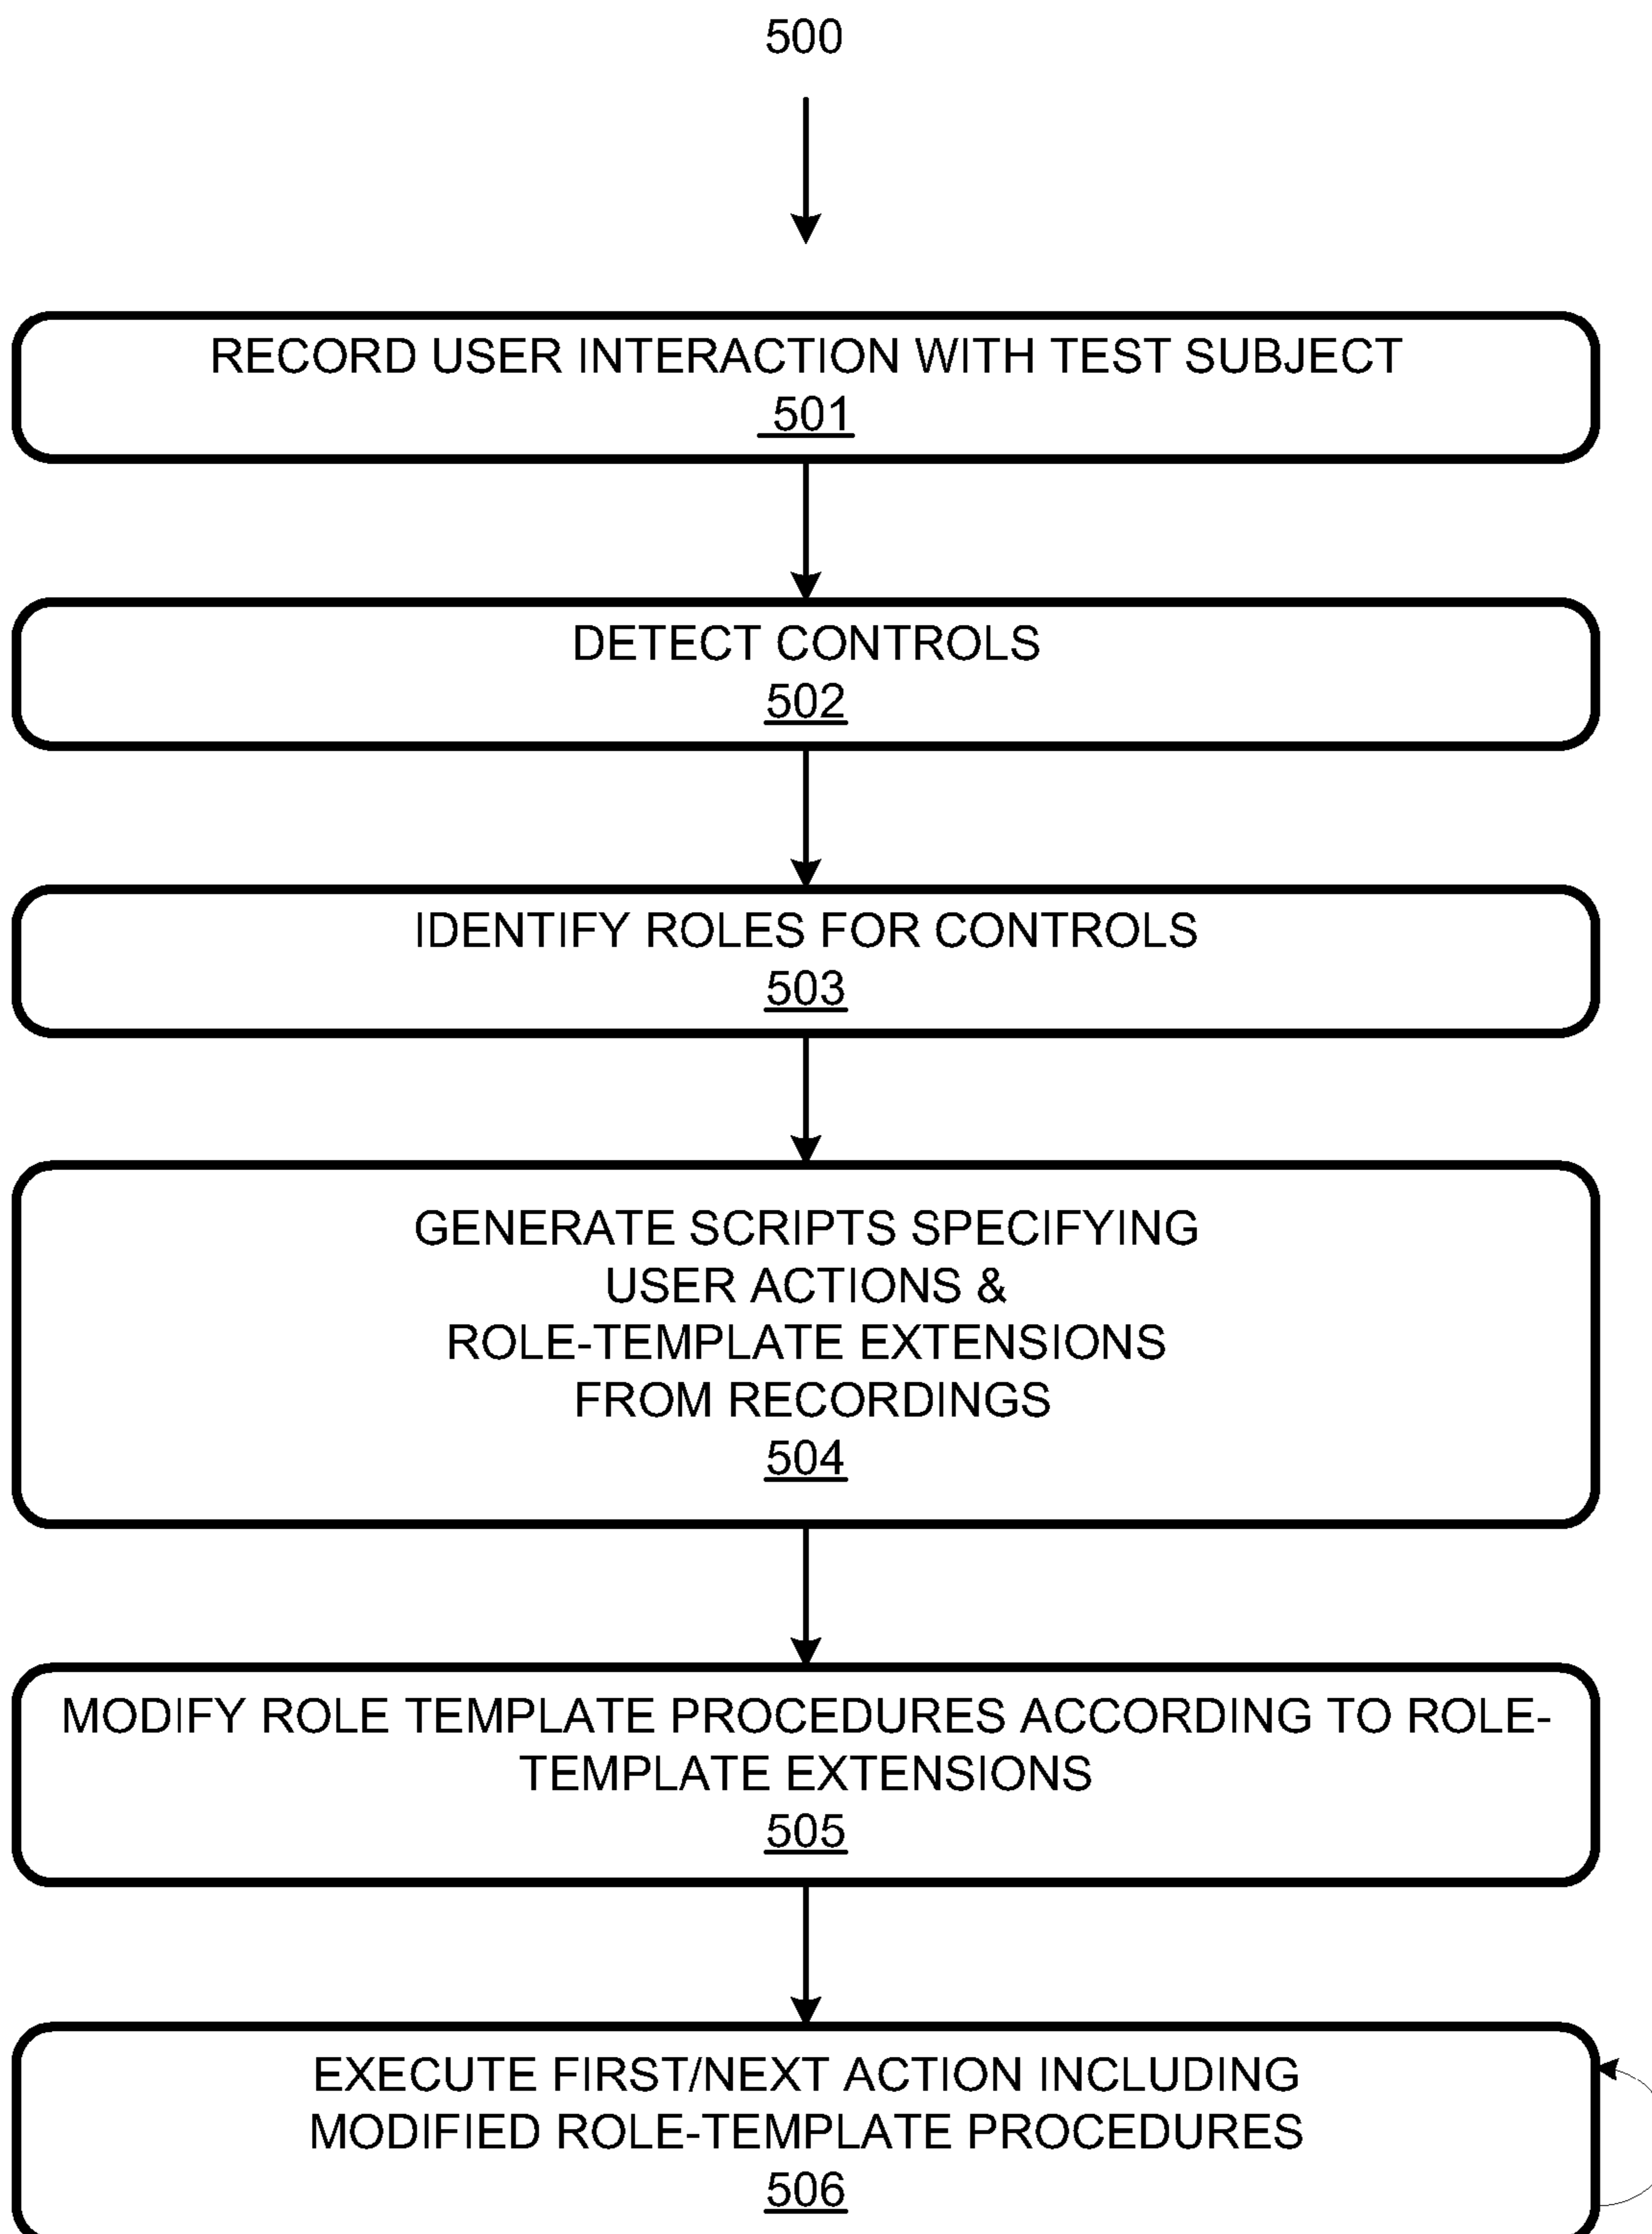 500
RECORD USER INTERACTION WITH TEST SUBJECT
501
DETECT CONTROLS
502
IDENTIFY ROLES FOR CONTROLS
503
GENERATE SCRIPTS SPECIFYING
USER ACTIONS &
ROLE-TEMPLATE EXTENSIONS
FROM RECORDINGS
504
MODIFY ROLE TEMPLATE PROCEDURES ACCORDING TO ROLE-
TEMPLATE EXTENSIONS
505
EXECUTE FIRST/NEXT ACTION INCLUDING
MODIFIED ROLE-TEMPLATE PROCEDURES
506